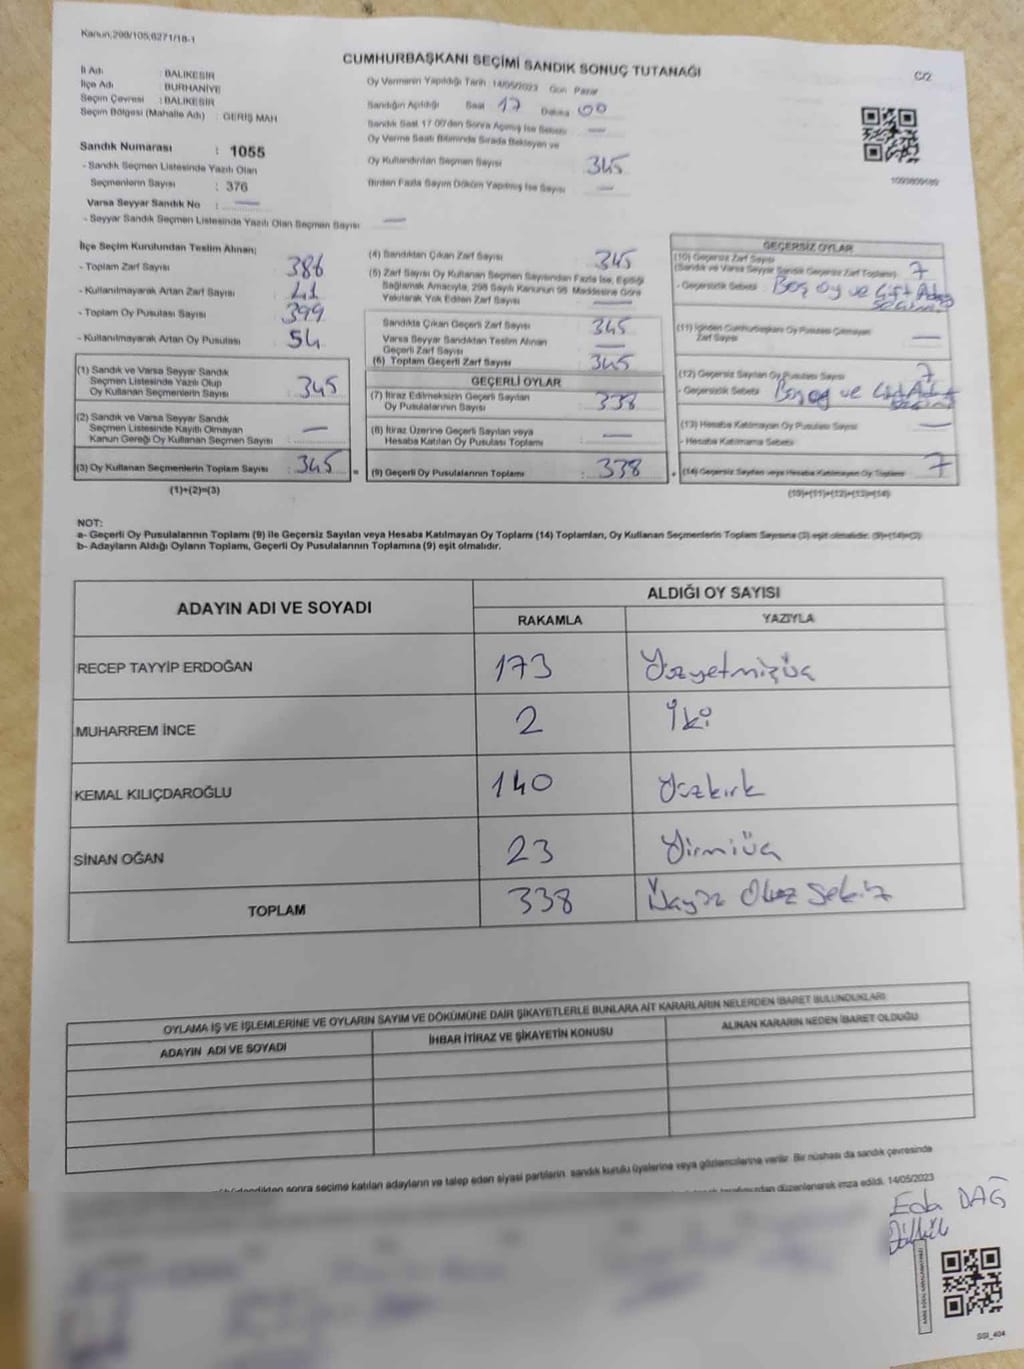 Kanun;298/105;6271/18-1
CUMHURBAŞKANI SEÇİMİ SANDIK SONUÇ TUTANAĞI
C/2
İl Adı : BALIKESİR
İlçe Adı : BURHANİYE
Seçim Çevresi : BALIKESİR
Seçim Bölgesi (Mahalle Adı) : GERİŞ MAH
Oy Vermenin Yapıldığı Tarih 14/05/2023 Gün Pazar
Sandığın Açıldığı Saat 17 Dakika 00
Sandık Saat 17 00'den Sonra Açılmış İse Sebebi —
Oy Verme Saati Bitiminde Sırada Bekleyen ve
Oy Kullandırılan Seçmen Sayısı 345
Birden Fazla Sayım Döküm Yapılmış İse Sayısı —
Sandık Numarası : 1055
- Sandık Seçmen Listesinde Yazılı Olan
Seçmenlerin Sayısı : 376
Varsa Seyyar Sandık No : —
- Seyyar Sandık Seçmen Listesinde Yazılı Olan Seçmen Sayısı —
İlçe Seçim Kurulundan Teslim Alınan;
- Toplam Zarf Sayısı 386
- Kullanılmayarak Artan Zarf Sayısı 41
- Toplam Oy Pusulası Sayısı 399
- Kullanılmayarak Artan Oy Pusulası 54
(1) Sandık ve Varsa Seyyar Sandık
Seçmen Listesinde Yazılı Olup
Oy Kullanan Seçmenlerin Sayısı : 345
(2) Sandık ve Varsa Seyyar Sandık
Seçmen Listesinde Kayıtlı Olmayan
Kanun Gereği Oy Kullanan Seçmen Sayısı : —
(3) Oy Kullanan Seçmenlerin Toplam Sayısı : 345 =
(1)+(2)=(3)
(4) Sandıktan Çıkan Zarf Sayısı 345
(5) Zarf Sayısı Oy Kullanan Seçmen Sayısından Fazla İse, Eşitliği
Sağlamak Amacıyla, 298 Sayılı Kanunun 98. Maddesine Göre
Yakılarak Yok Edilen Zarf Sayısı —
Sandıkta Çıkan Geçerli Zarf Sayısı 345
Varsa Seyyar Sandıktan Teslim Alınan
Geçerli Zarf Sayısı —
(6) Toplam Geçerli Zarf Sayısı 345
GEÇERLİ OYLAR
(7) İtiraz Edilmeksizin Geçerli Sayılan
Oy Pusulalarının Sayısı : 338
(8) İtiraz Üzerine Geçerli Sayılan veya
Hesaba Katılan Oy Pusulası Toplamı : —
(9) Geçerli Oy Pusulalarının Toplamı : 338 +
GEÇERSİZ OYLAR
(10) Geçersiz Zarf Sayısı
(Sandık ve Varsa Seyyar Sandık Geçersiz Zarf Toplamı) 7
- Geçersizlik Sebebi : Boş oy ve Çift Aday
seçimi
(11) İçinden Cumhurbaşkanı Oy Pusulası Çıkmayan
Zarf Sayısı —
(12) Geçersiz Sayılan Oy Pusulası Sayısı 7
- Geçersizlik Sebebi : Boş oy ve Çift Aday
seçimi
(13) Hesaba Katılmayan Oy Pusulası Sayısı —
- Hesaba Katılmama Sebebi
(14) Geçersiz Sayılan veya Hesaba Katılmayan Oy Toplamı 7
(10)+(11)+(12)+(13)=(14)
NOT:
a- Geçerli Oy Pusulalarının Toplamı (9) ile Geçersiz Sayılan veya Hesaba Katılmayan Oy Toplamı (14) Toplamları, Oy Kullanan Seçmenlerin Toplam Sayısına (3) eşit olmalıdır. (9)+(14)=(3)
b- Adayların Aldığı Oyların Toplamı, Geçerli Oy Pusulalarının Toplamına (9) eşit olmalıdır.
ADAYIN ADI VE SOYADI
ALDIĞI OY SAYISI
RAKAMLA YAZIYLA
RECEP TAYYİP ERDOĞAN 173 Yüzyetmişüç
MUHARREM İNCE 2 İki
KEMAL KILIÇDAROĞLU 140 Yüzkırk
SİNAN OĞAN 23 Yirmiüç
TOPLAM 338 Üçyüz Otuz Sekiz
OYLAMA İŞ VE İŞLEMLERİNE VE OYLARIN SAYIM VE DÖKÜMÜNE DAİR ŞİKAYETLERLE BUNLARA AİT KARARLARIN NELERDEN İBARET BULUNDUKLARI
ADAYIN ADI VE SOYADI İHBAR İTİRAZ VE ŞİKAYETİN KONUSU ALINAN KARARIN NEDEN İBARET OLDUĞU
sonra seçime katılan adayların ve talep eden siyasi partilerin sandık kurulu üyelerine veya gözlemcilerine verilir. Bir nüshası da sandık çevresinde
tarafımızdan düzenlenerek imza edildi. 14/05/2023
Eda DAĞ
SSI_404